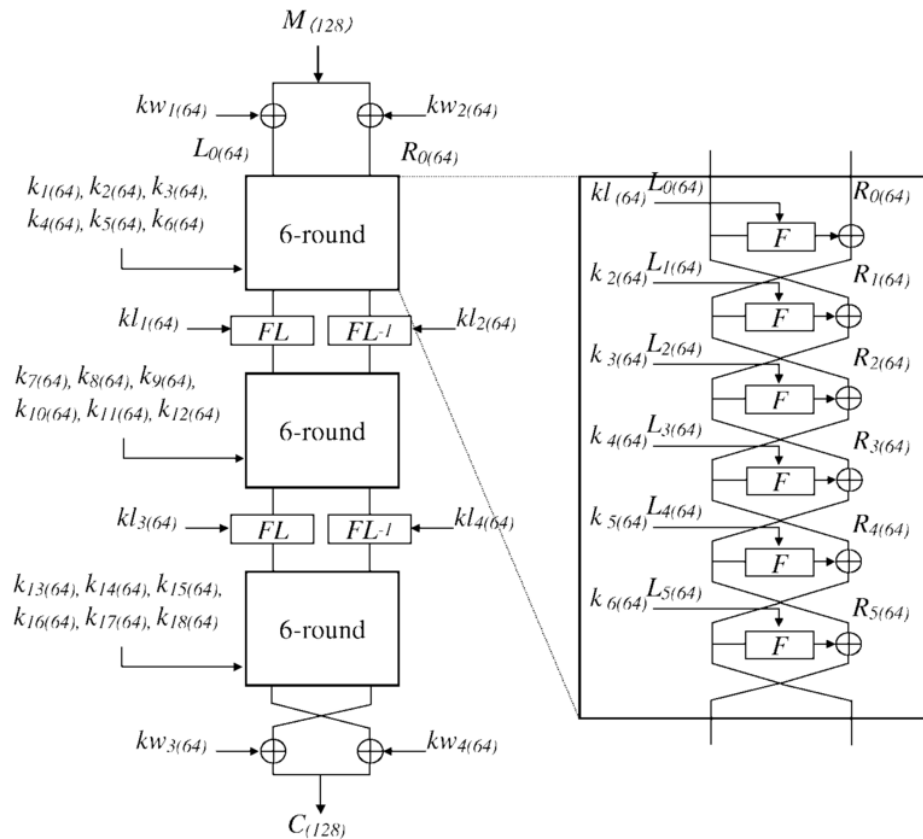 M(128)
kw1(64)
kw2(64)
L0(64)
R0(64)
k1(64), k2(64), k3(64),
k4(64), k5(64), k6(64)
6-round
kl1(64)
FL
FL-1
kl2(64)
k7(64), k8(64), k9(64),
k10(64), k11(64), k12(64)
6-round
kl3(64)
FL
FL-1
kl4(64)
k13(64), k14(64), k15(64),
k16(64), k17(64), k18(64)
6-round
kw3(64)
kw4(64)
C(128)
kl (64)
L0(64)
R0(64)
F
k2(64)
L1(64)
R1(64)
F
k3(64)
L2(64)
R2(64)
F
k4(64)
L3(64)
R3(64)
F
k5(64)
L4(64)
R4(64)
F
k6(64)
L5(64)
R5(64)
F